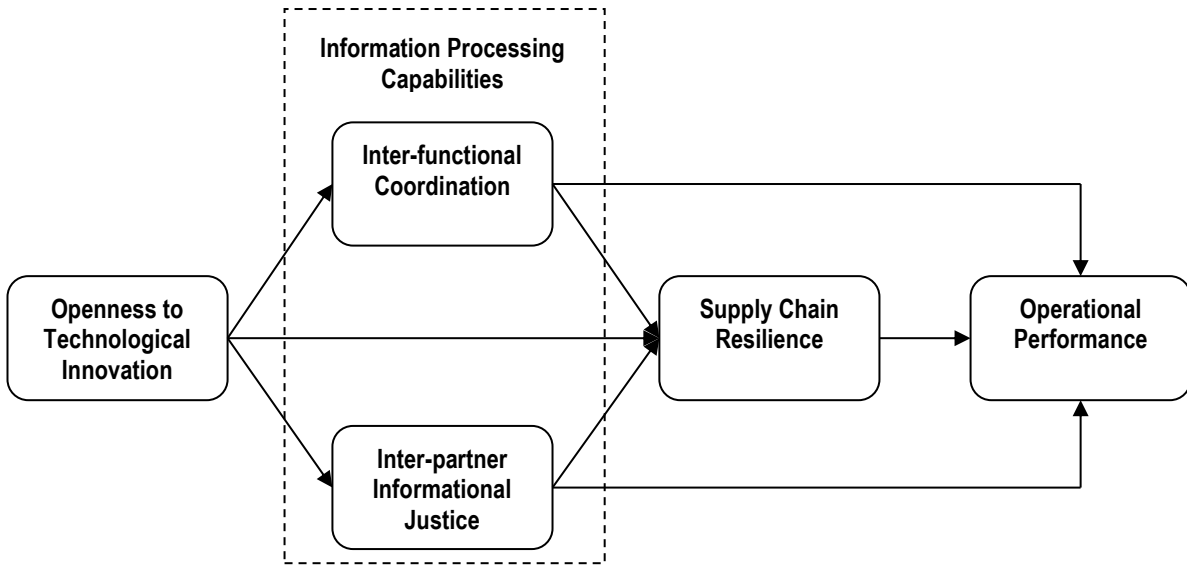 Information Processing
Capabilities
Inter-functional
Coordination
Openness to
Technological
Innovation
Supply Chain
Resilience
Operational
Performance
Inter-partner
Informational
Justice